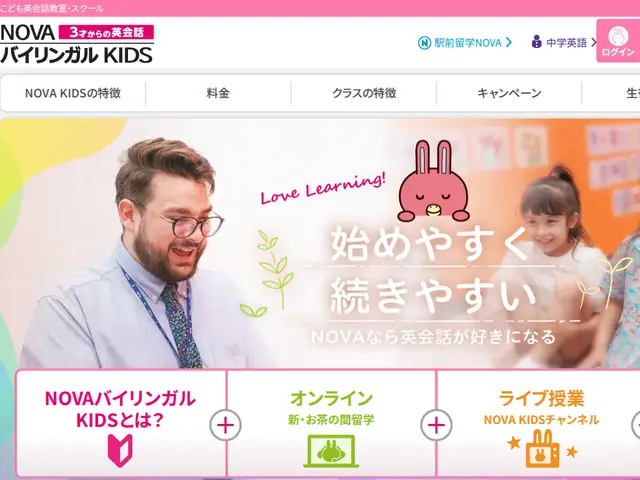 こども英会話教室・スクール
NOVA 3才からの英会話
バイリンガル KIDS
駅前留学NOVA
中学英語
ログイン
NOVA KIDSの特徴
料金
クラスの特徴
キャンペーン
生
Love Learning!
始めやすく
続きやすい
NOVAなら英会話が好きになる
NOVAバイリンガル
KIDSとは？
オンライン
新・お茶の間留学
ライブ授業
NOVA KIDSチャンネル